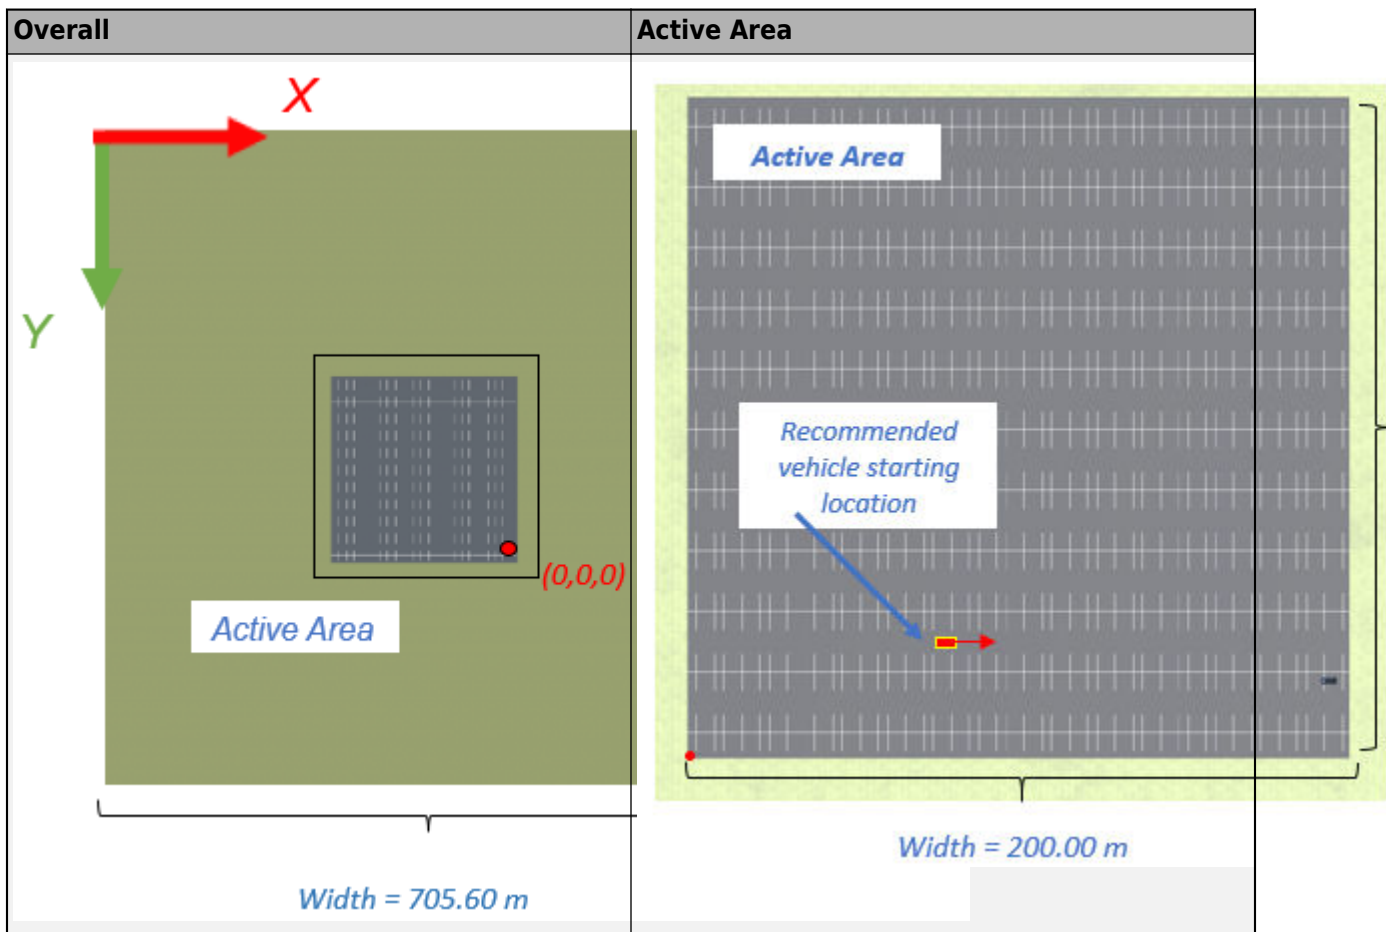 Overall
Active Area
X
Y
(0,0,0)
Active Area
Width = 705.60 m
Active Area
Recommended
vehicle starting
location
Width = 200.00 m